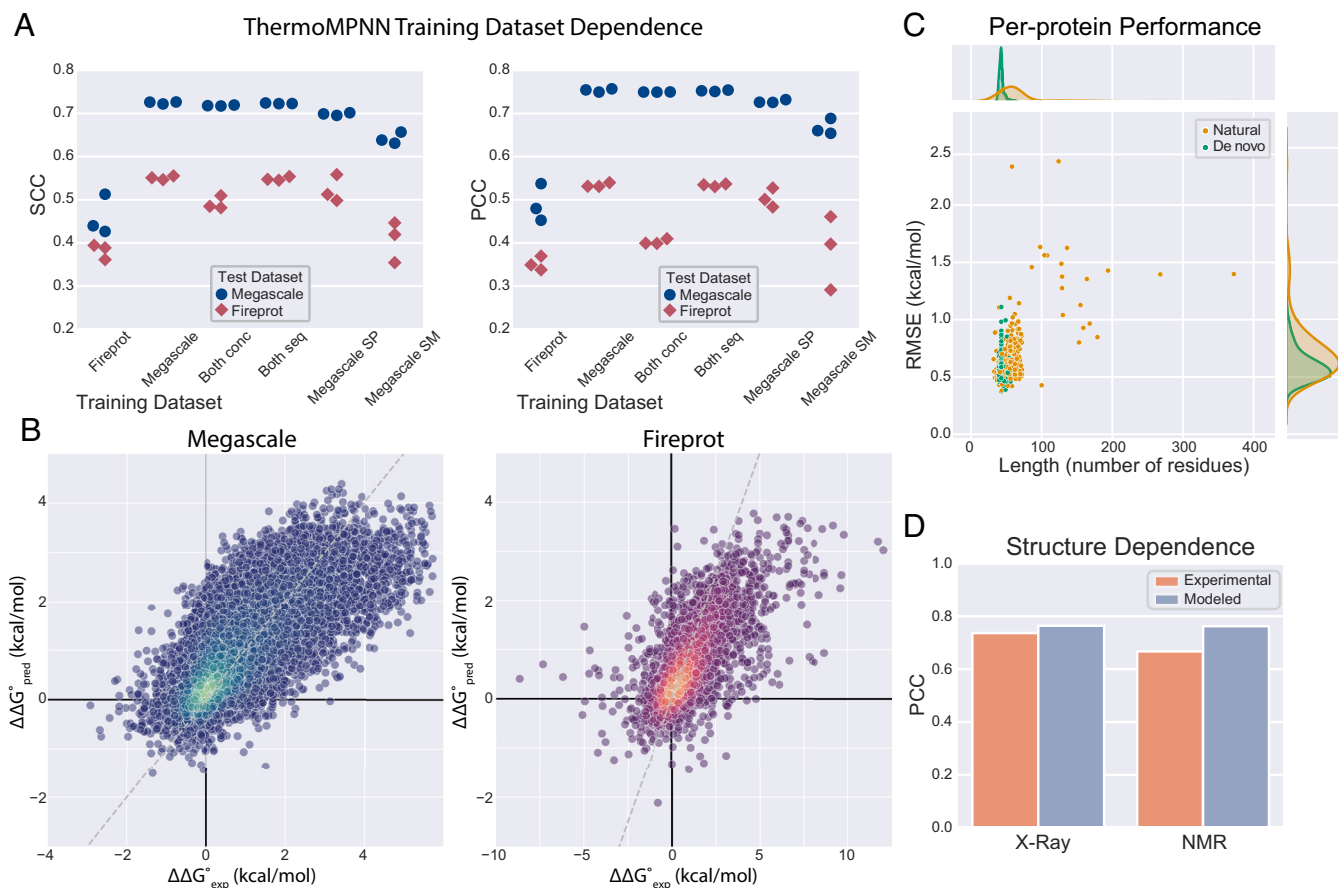 A
ThermoMPNN Training Dataset Dependence
SCC
0.8
0.7
0.6
0.5
0.4
0.3
0.2
Test Dataset
Megascale
Fireprot
Fireprot
Megascale
Both conc
Both seq
Megascale SP
Megascale SM
Training Dataset
PCC
0.8
0.7
0.6
0.5
0.4
0.3
0.2
Test Dataset
Megascale
Fireprot
Fireprot
Megascale
Both conc
Both seq
Megascale SP
Megascale SM
Training Dataset
B
Megascale
ΔΔG°pred (kcal/mol)
4
2
0
−2
−4
−2
0
2
4
ΔΔG°exp (kcal/mol)
Fireprot
ΔΔG°pred (kcal/mol)
4
2
0
−2
−10
−5
0
5
10
ΔΔG°exp (kcal/mol)
C
Per-protein Performance
Natural
De novo
RMSE (kcal/mol)
2.5
2.0
1.5
1.0
0.5
0.0
0
100
200
300
400
Length (number of residues)
D
Structure Dependence
Experimental
Modeled
PCC
1.0
0.8
0.6
0.4
0.2
0.0
X-Ray
NMR